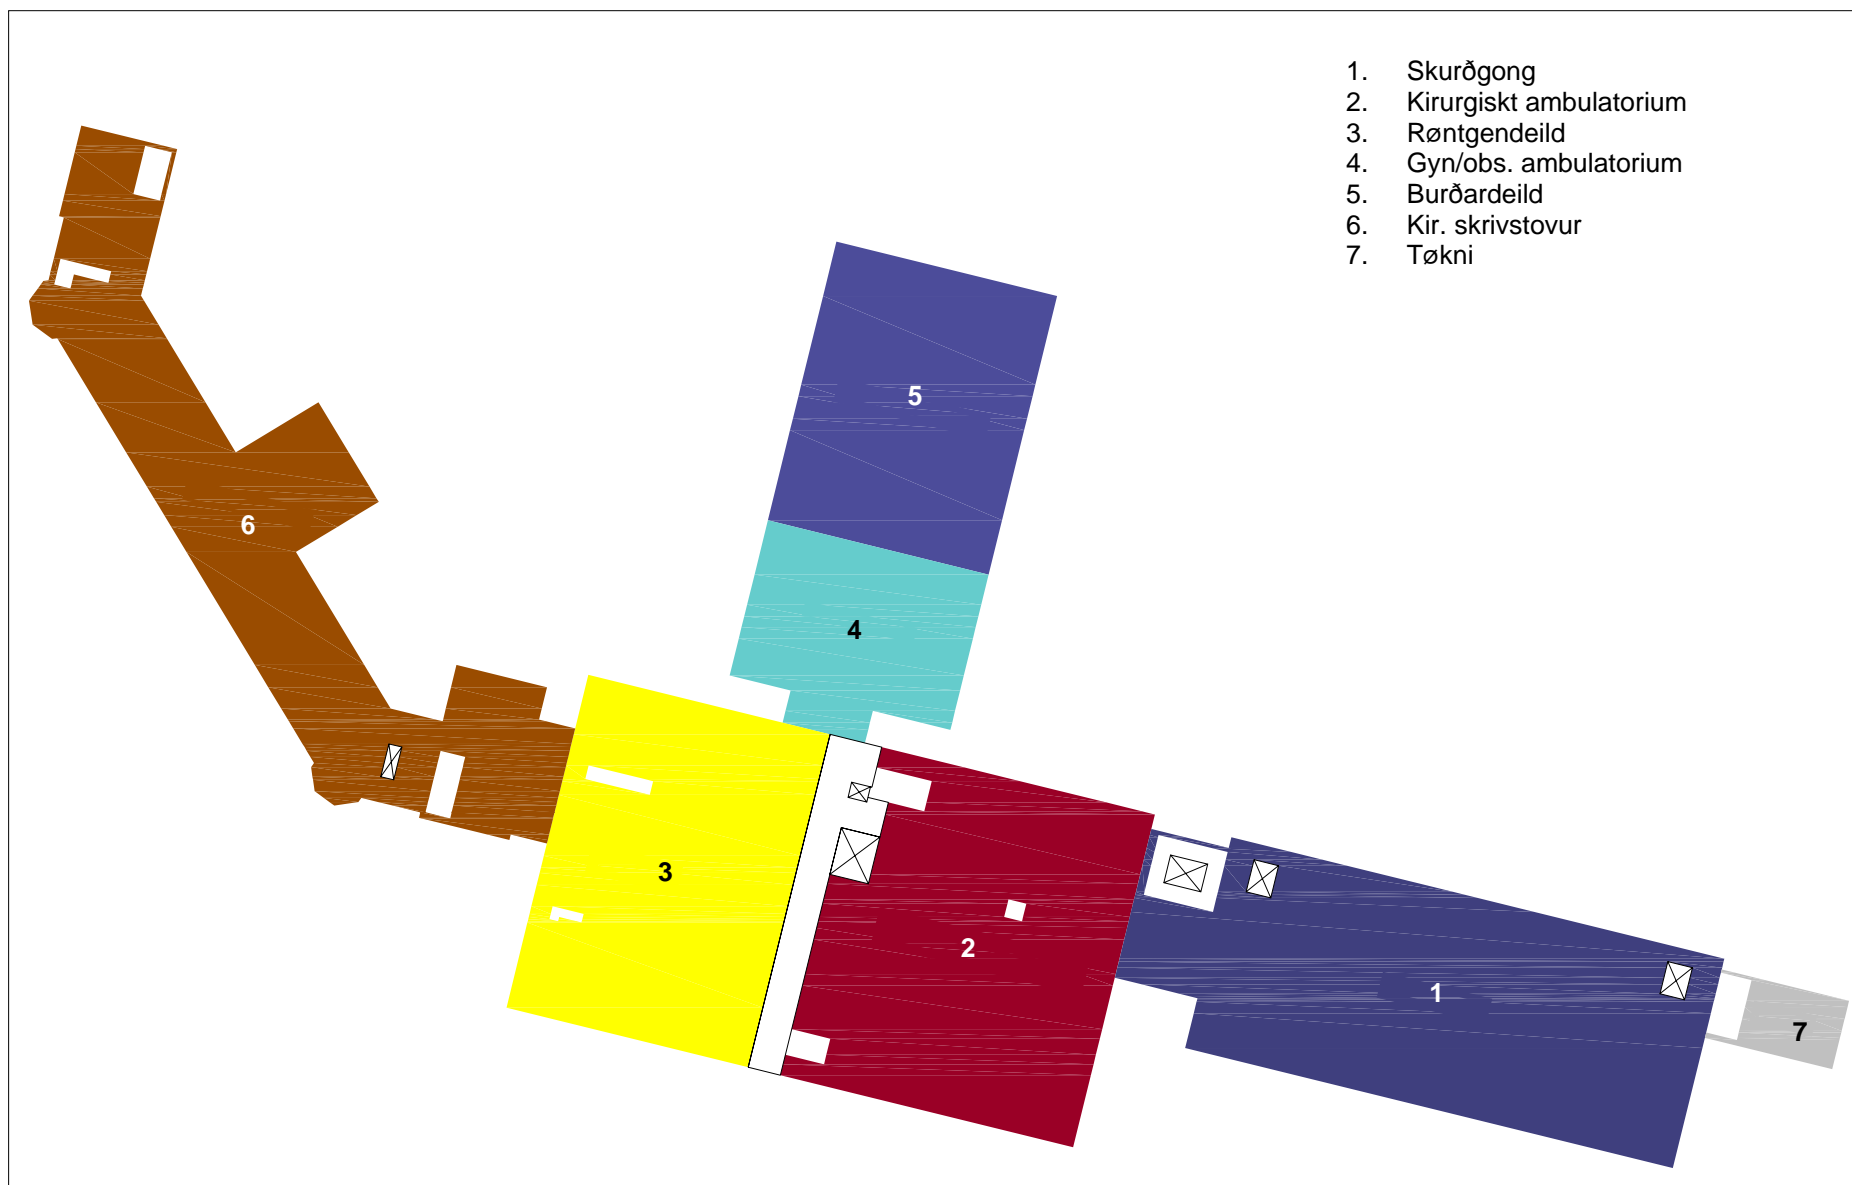 1. Skurðgong
2. Kirurgiskt ambulatorium
3. Røntgendeild
4. Gyn/obs. ambulatorium
5. Burðardeild
6. Kir. skrivstovur
7. Tøkni
5
6
4
3
2
1
7